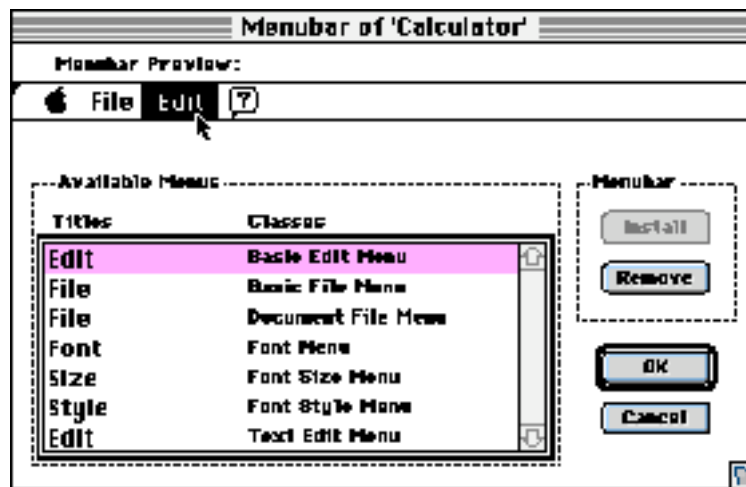 Menubar of 'Calculator'
Menubar Preview:
File Edit ?
Available Menus
Menubar
Titles Classes
Install
Edit Basic Edit Menu
File Basic File Menu
Remove
File Document File Menu
Font Font Menu
Size Font Size Menu
OK
Style Font Style Menu
Cancel
Edit Text Edit Menu